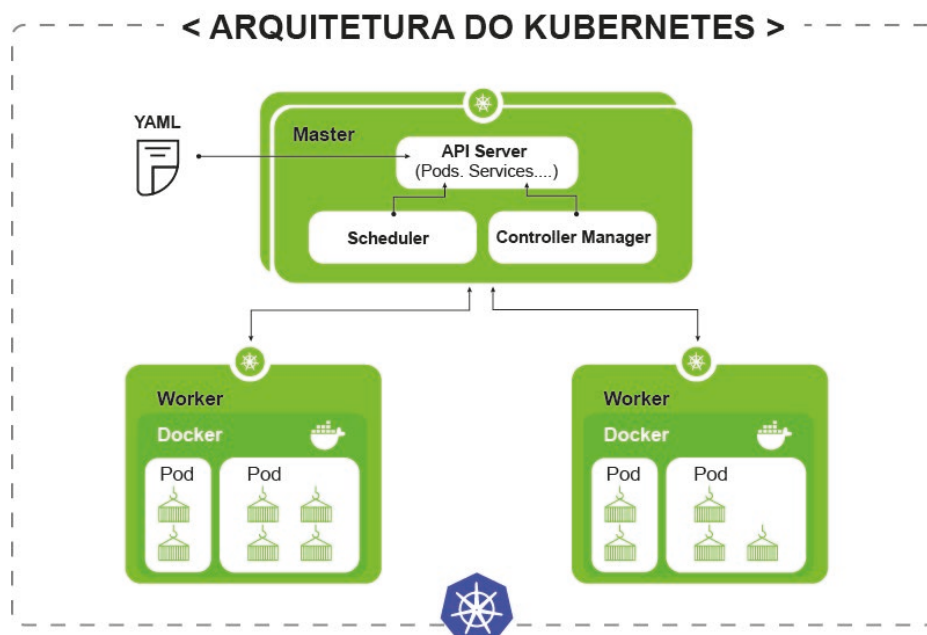 < ARQUITETURA DO KUBERNETES >
YAML
Master
API Server
(Pods. Services....)
Scheduler
Controller Manager
Worker
Docker
Pod
Pod
Worker
Docker
Pod
Pod